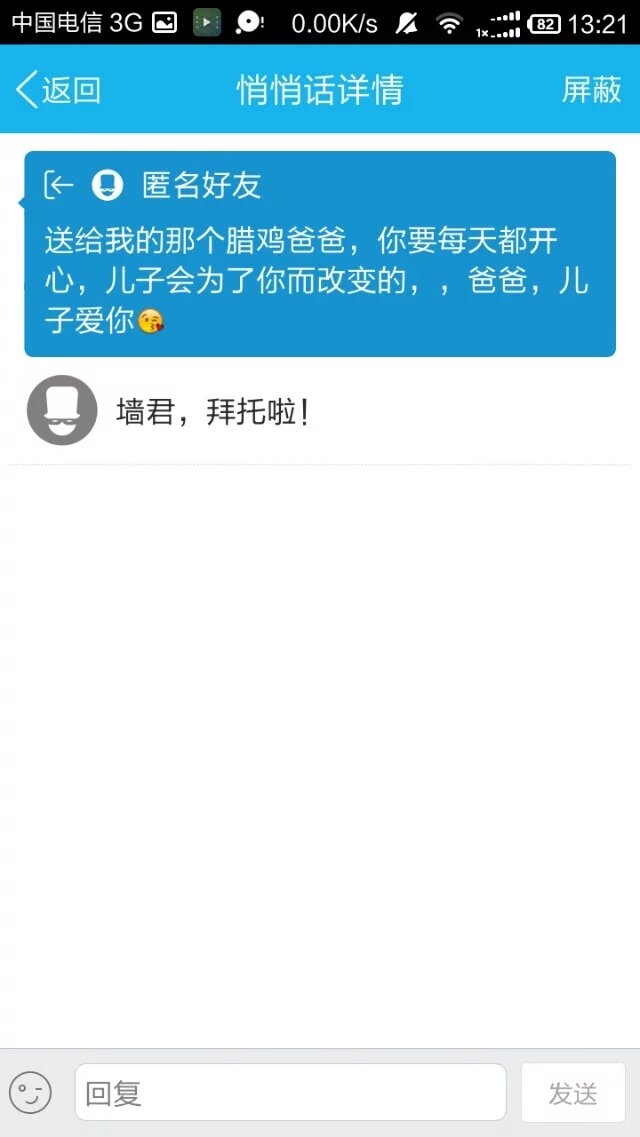 中国电信 3G 0.00K/s 1x 82 13:21
返回 悄悄话详情 屏蔽
匿名好友
送给我的那个腊鸡爸爸，你要每天都开
心，儿子会为了你而改变的，，爸爸，儿
子爱你😘
墙君，拜托啦！
回复 发送